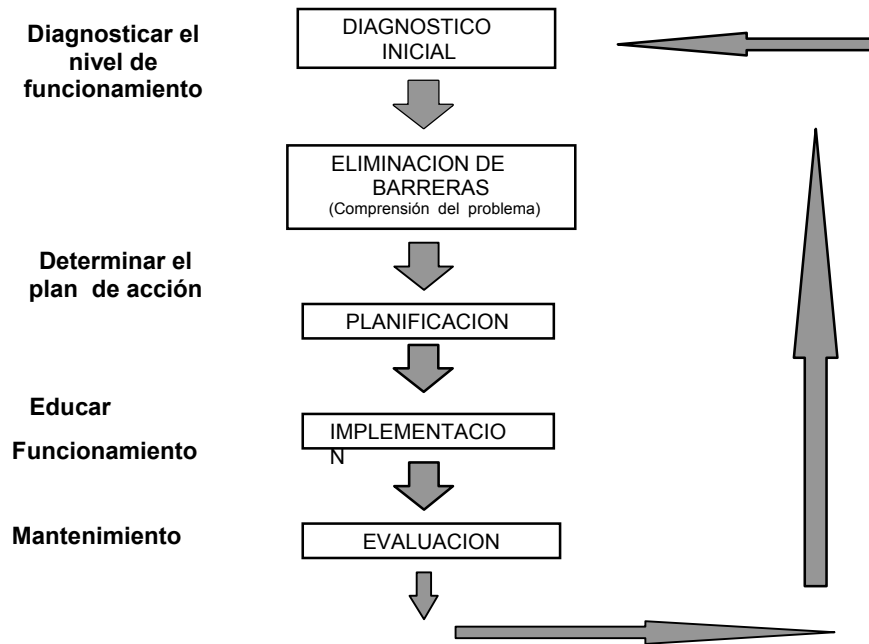 Diagnosticar el
nivel de
funcionamiento
DIAGNOSTICO
INICIAL
ELIMINACION DE
BARRERAS
(Comprensión del problema)
Determinar el
plan de acción
PLANIFICACION
Educar
Funcionamiento
IMPLEMENTACIO
N
Mantenimiento
EVALUACION